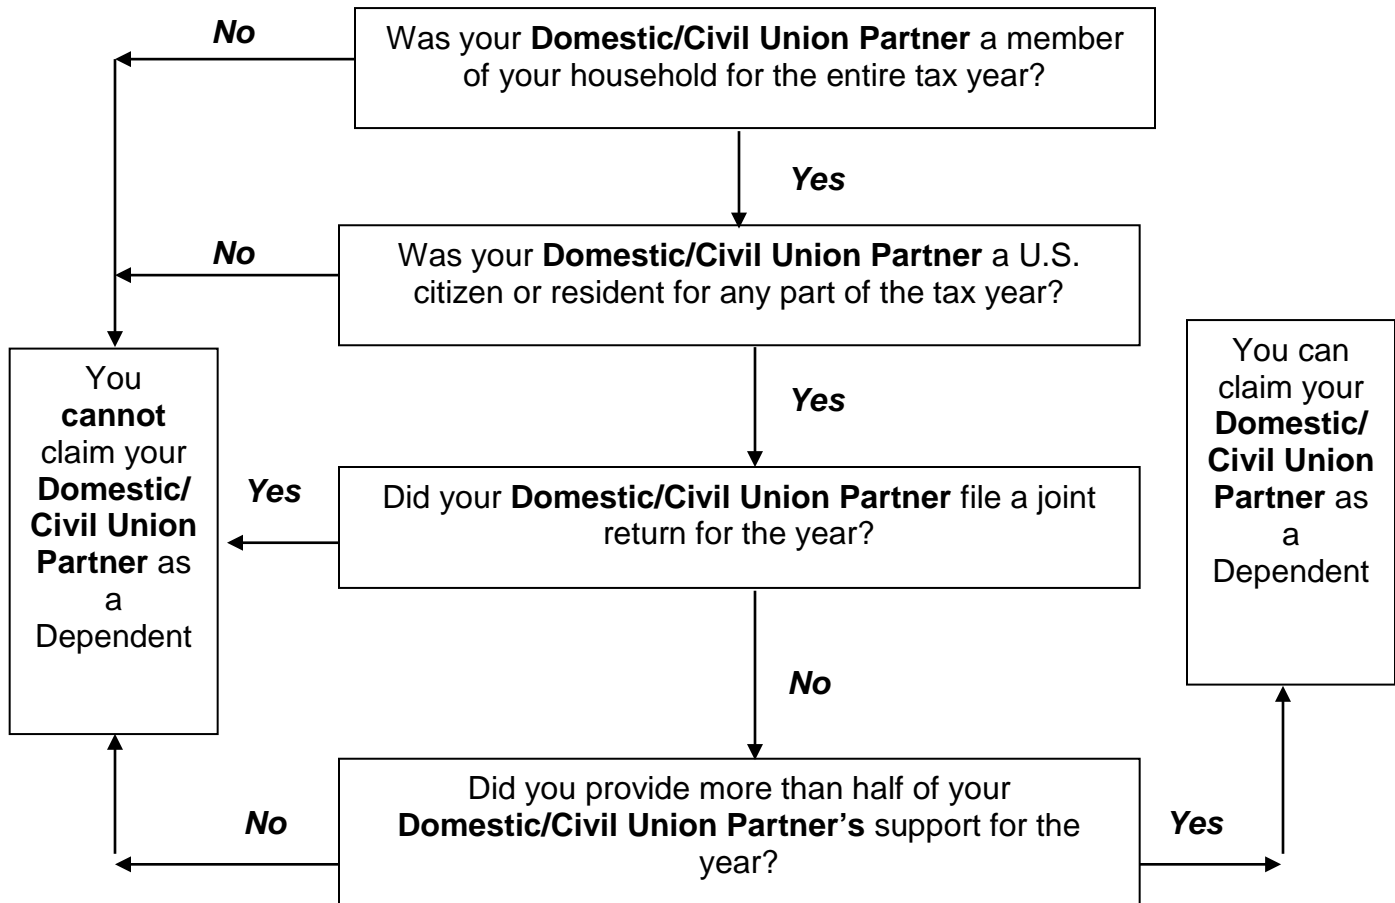 No
Was your Domestic/Civil Union Partner a member
of your household for the entire tax year?
Yes
No
Was your Domestic/Civil Union Partner a U.S.
citizen or resident for any part of the tax year?
Yes
You
cannot
claim your
Domestic/
Civil Union
Partner as
a
Dependent
Yes
Did your Domestic/Civil Union Partner file a joint
return for the year?
You can
claim your
Domestic/
Civil Union
Partner as
a
Dependent
No
No
Did you provide more than half of your
Domestic/Civil Union Partner’s support for the
year?
Yes